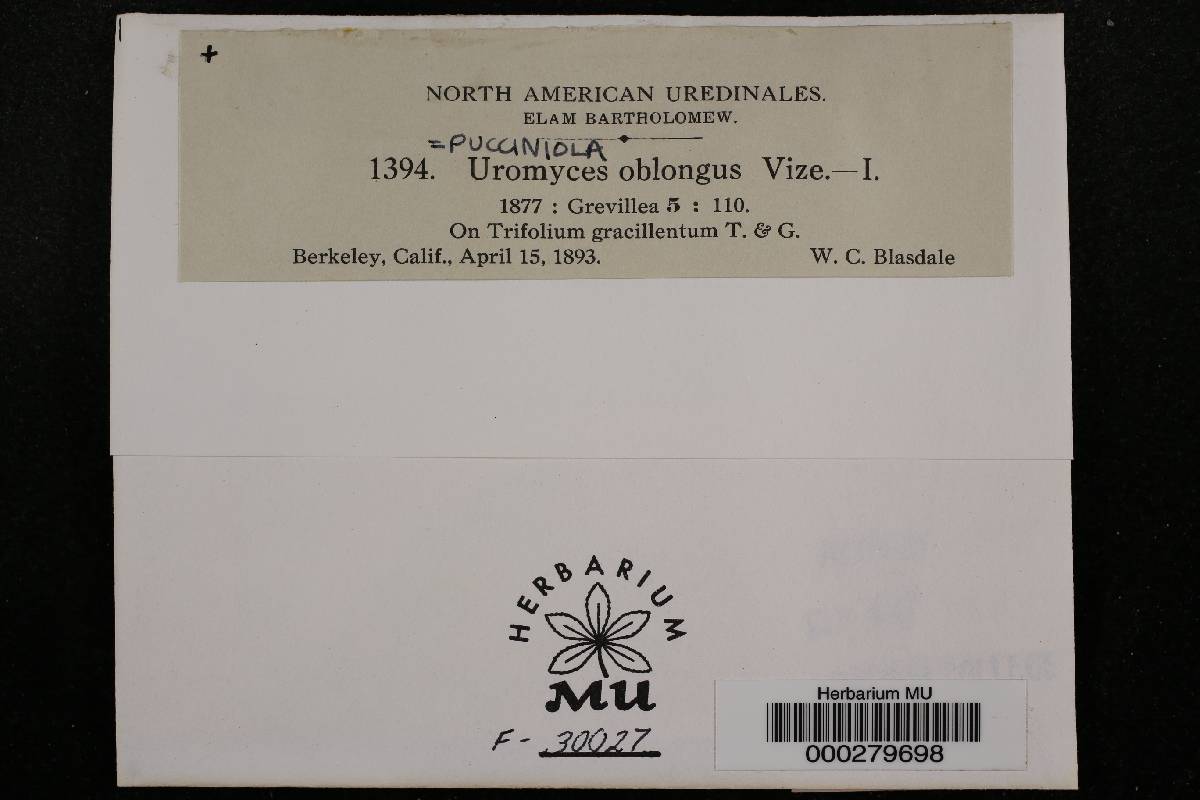 +
NORTH AMERICAN UREDINALES.
ELAM BARTHOLOMEW.
=PUCCINIOLA
1394. Uromyces oblongus Vize.—I.
1877 : Grevillea 5 : 110.
On Trifolium gracillentum T. & G.
Berkeley, Calif., April 15, 1893. W. C. Blasdale
HERBARIUM
MU
F- 30027
Herbarium MU
000279698